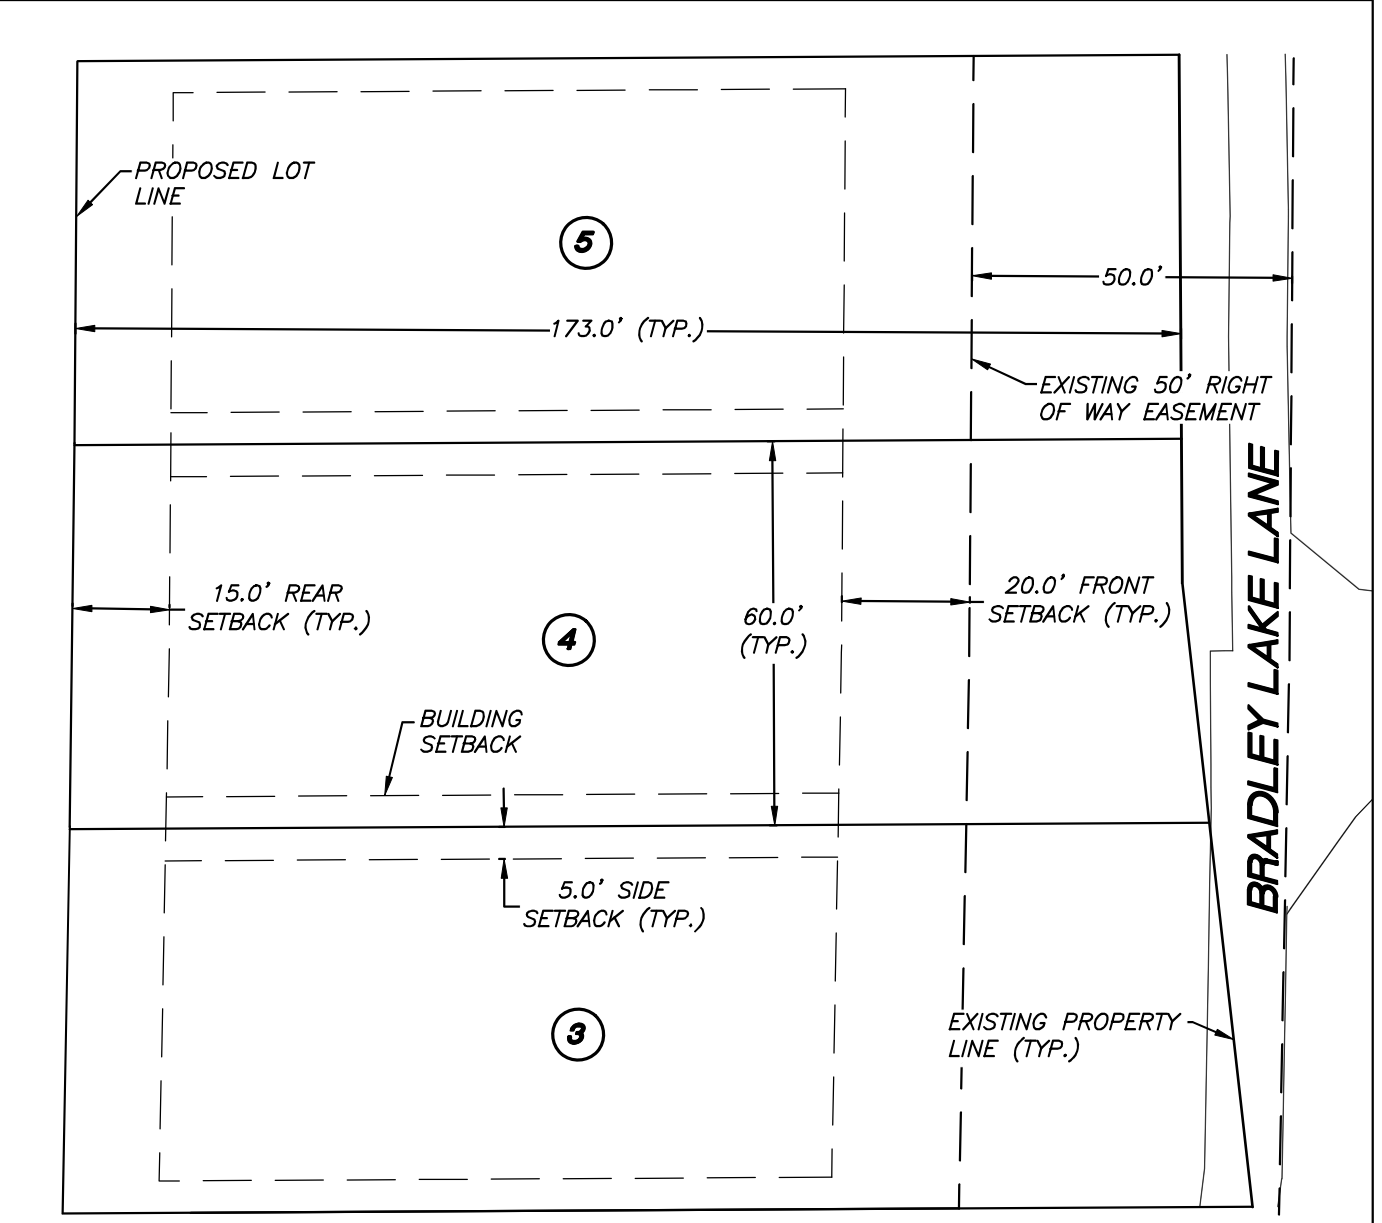 PROPOSED LOT
LINE
5
50.0'
173.0' (TYP.)
EXISTING 50' RIGHT
OF WAY EASEMENT
BRADLEY LAKE LANE
15.0' REAR
SETBACK (TYP.)
4
60.0'
(TYP.)
20.0' FRONT
SETBACK (TYP.)
BUILDING
SETBACK
5.0' SIDE
SETBACK (TYP.)
3
EXISTING PROPERTY
LINE (TYP.)